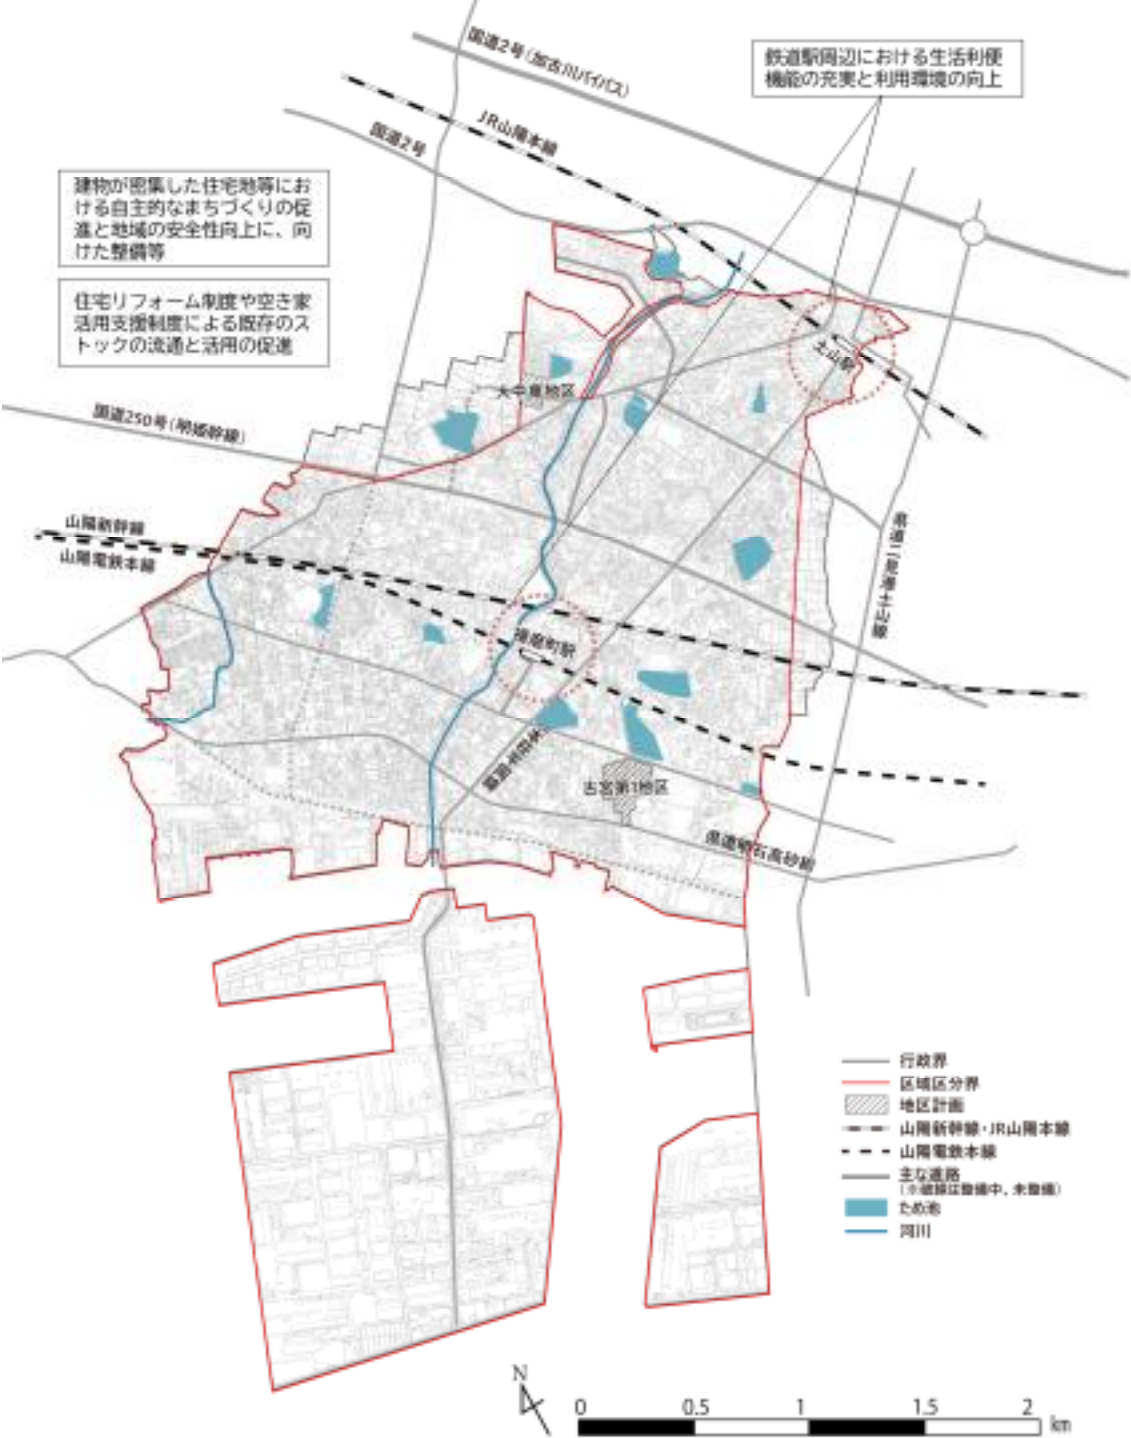 国道2号（加古川バイパス）
鉄道駅周辺における生活利便
機能の充実と利用環境の向上
JR山陽本線
国道2号
建物が密集した住宅地等にお
ける自主的なまちづくりの促
進と地域の安全性向上に、向
けた整備等
住宅リフォーム制度や空き家
活用支援制度による既存のス
トックの流通と活用の促進
土山駅
大中東地区
国道250号（明姫幹線）
山陽新幹線
山陽電鉄本線
県道二見港土山線
播磨町駅
古宮第1地区
県道明石高砂線
行政界
区域区分界
地区計画
山陽新幹線・JR山陽本線
山陽電鉄本線
主な道路
（※破線は整備中、未整備）
ため池
河川
N
0 0.5 1 1.5 2 km